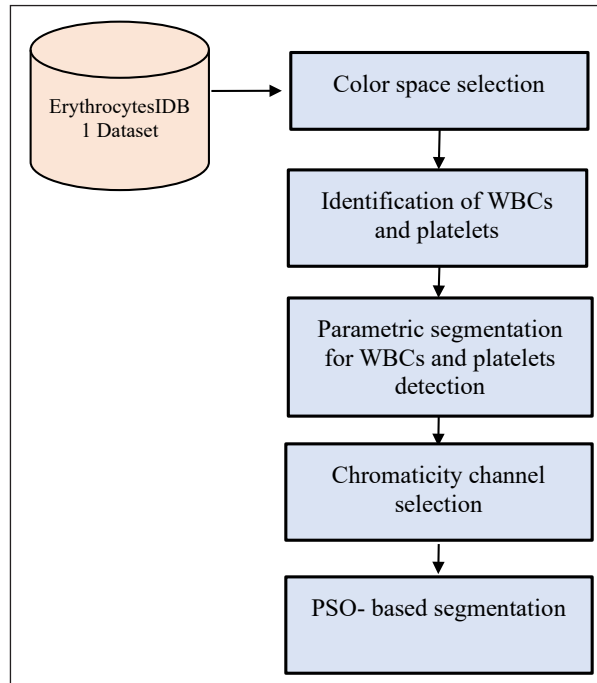 ErythrocytesIDB
1 Dataset
Color space selection
Identification of WBCs
and platelets
Parametric segmentation
for WBCs and platelets
detection
Chromaticity channel
selection
PSO- based segmentation